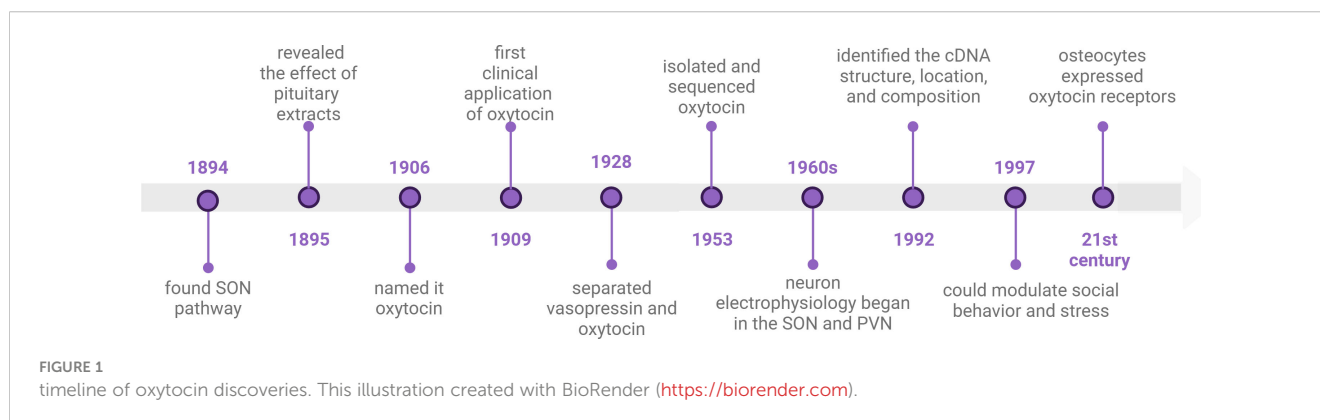 revealed
the effect of
pituitary
extracts
first
clinical
application
of oxytocin
isolated and
sequenced
oxytocin
identified the cDNA
structure, location,
and composition
osteocytes
expressed
oxytocin receptors
1894
1906
1928
1960s
1997
1895
1909
1953
1992
21st
century
found SON
pathway
named it
oxytocin
separated
vasopressin and
oxytocin
neuron
electrophysiology began
in the SON and PVN
could modulate social
behavior and stress
FIGURE 1
timeline of oxytocin discoveries. This illustration created with BioRender (https://biorender.com).